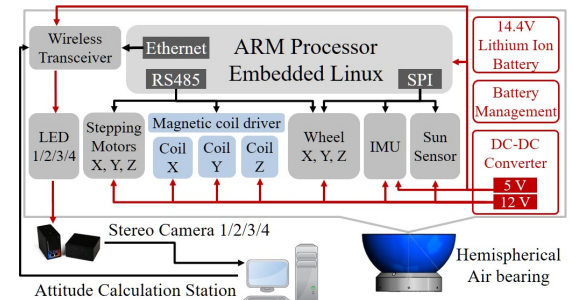 Wireless
Transceiver
Ethernet
ARM Processor
Embedded Linux
RS485
SPI
14.4V
Lithium Ion
Battery
Battery
Management
DC-DC
Converter
5 V
12 V
LED
1/2/3/4
Stepping
Motors
X, Y, Z
Magnetic coil driver
Coil
X
Coil
Y
Coil
Z
Wheel
X, Y, Z
IMU
Sun
Sensor
Stereo Camera 1/2/3/4
Attitude Calculation Station
Hemispherical
Air bearing